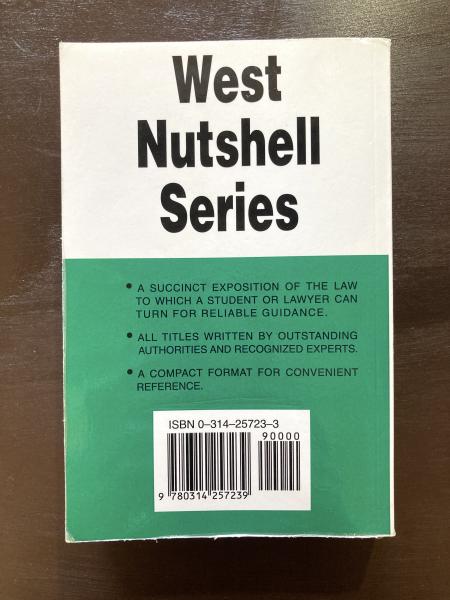 West
Nutshell
Series
• A SUCCINCT EXPOSITION OF THE LAW
TO WHICH A STUDENT OR LAWYER CAN
TURN FOR RELIABLE GUIDANCE.
• ALL TITLES WRITTEN BY OUTSTANDING
AUTHORITIES AND RECOGNIZED EXPERTS.
• A COMPACT FORMAT FOR CONVENIENT
REFERENCE.
ISBN 0–314–25723–3
90000
9 780314 257239